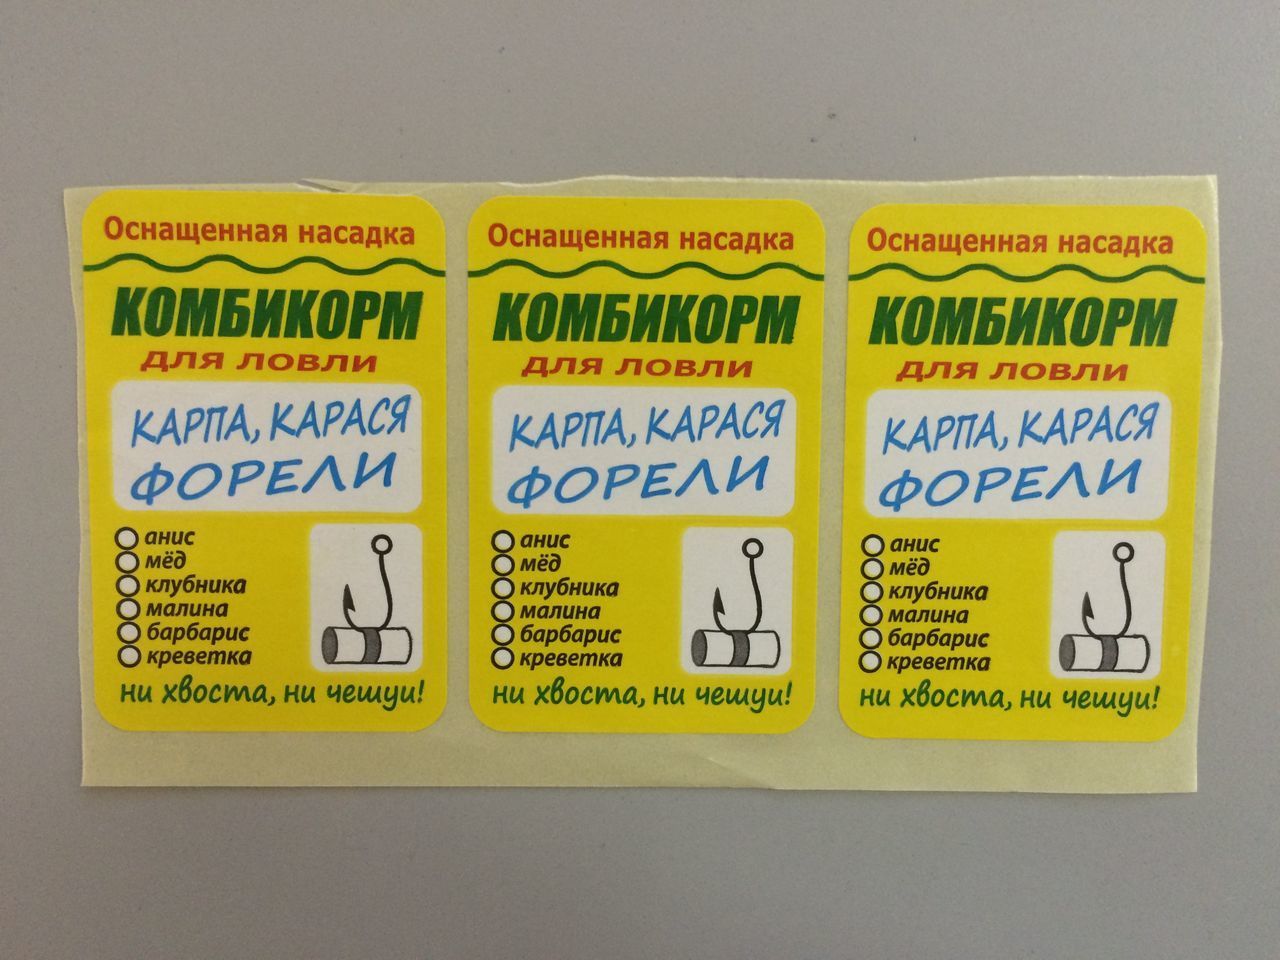 Оснащенная насадка
КОМБИКОРМ
ДЛЯ ЛОВЛИ
КАРПА, КАРАСЯ
ФОРЕЛИ
анис
мёд
клубника
малина
барбарис
креветка
ни хвоста, ни чешуи!
Оснащенная насадка
КОМБИКОРМ
ДЛЯ ЛОВЛИ
КАРПА, КАРАСЯ
ФОРЕЛИ
анис
мёд
клубника
малина
барбарис
креветка
ни хвоста, ни чешуи!
Оснащенная насадка
КОМБИКОРМ
ДЛЯ ЛОВЛИ
КАРПА, КАРАСЯ
ФОРЕЛИ
анис
мёд
клубника
малина
барбарис
креветка
ни хвоста, ни чешуи!